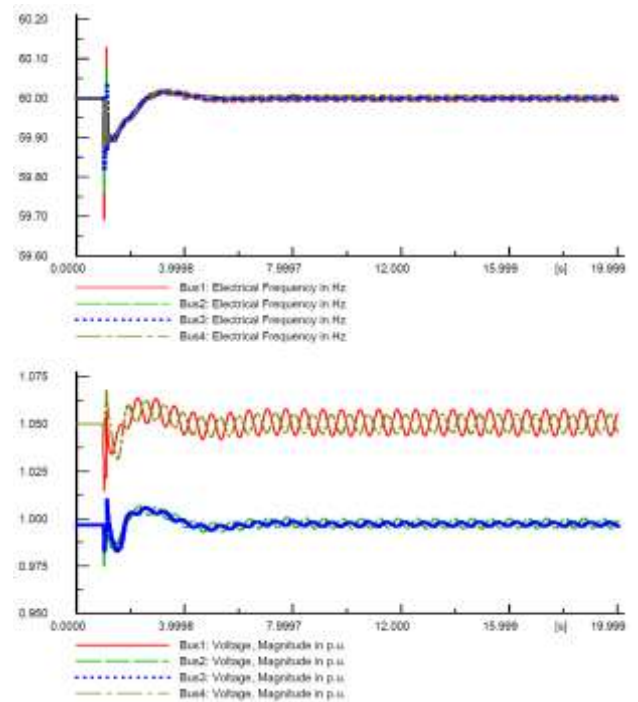 60.20
60.10
60.00
59.90
59.80
59.70
59.60
0.0000 3.9998 7.9997 12.000 15.999 [s] 19.999
Bus1: Electrical Frequency in Hz
Bus2: Electrical Frequency in Hz
Bus3: Electrical Frequency in Hz
Bus4: Electrical Frequency in Hz
1.075
1.050
1.025
1.000
0.975
0.950
0.0000 3.9998 7.9997 12.000 15.999 [s] 19.999
Bus1: Voltage, Magnitude in p.u.
Bus2: Voltage, Magnitude in p.u.
Bus3: Voltage, Magnitude in p.u.
Bus4: Voltage, Magnitude in p.u.